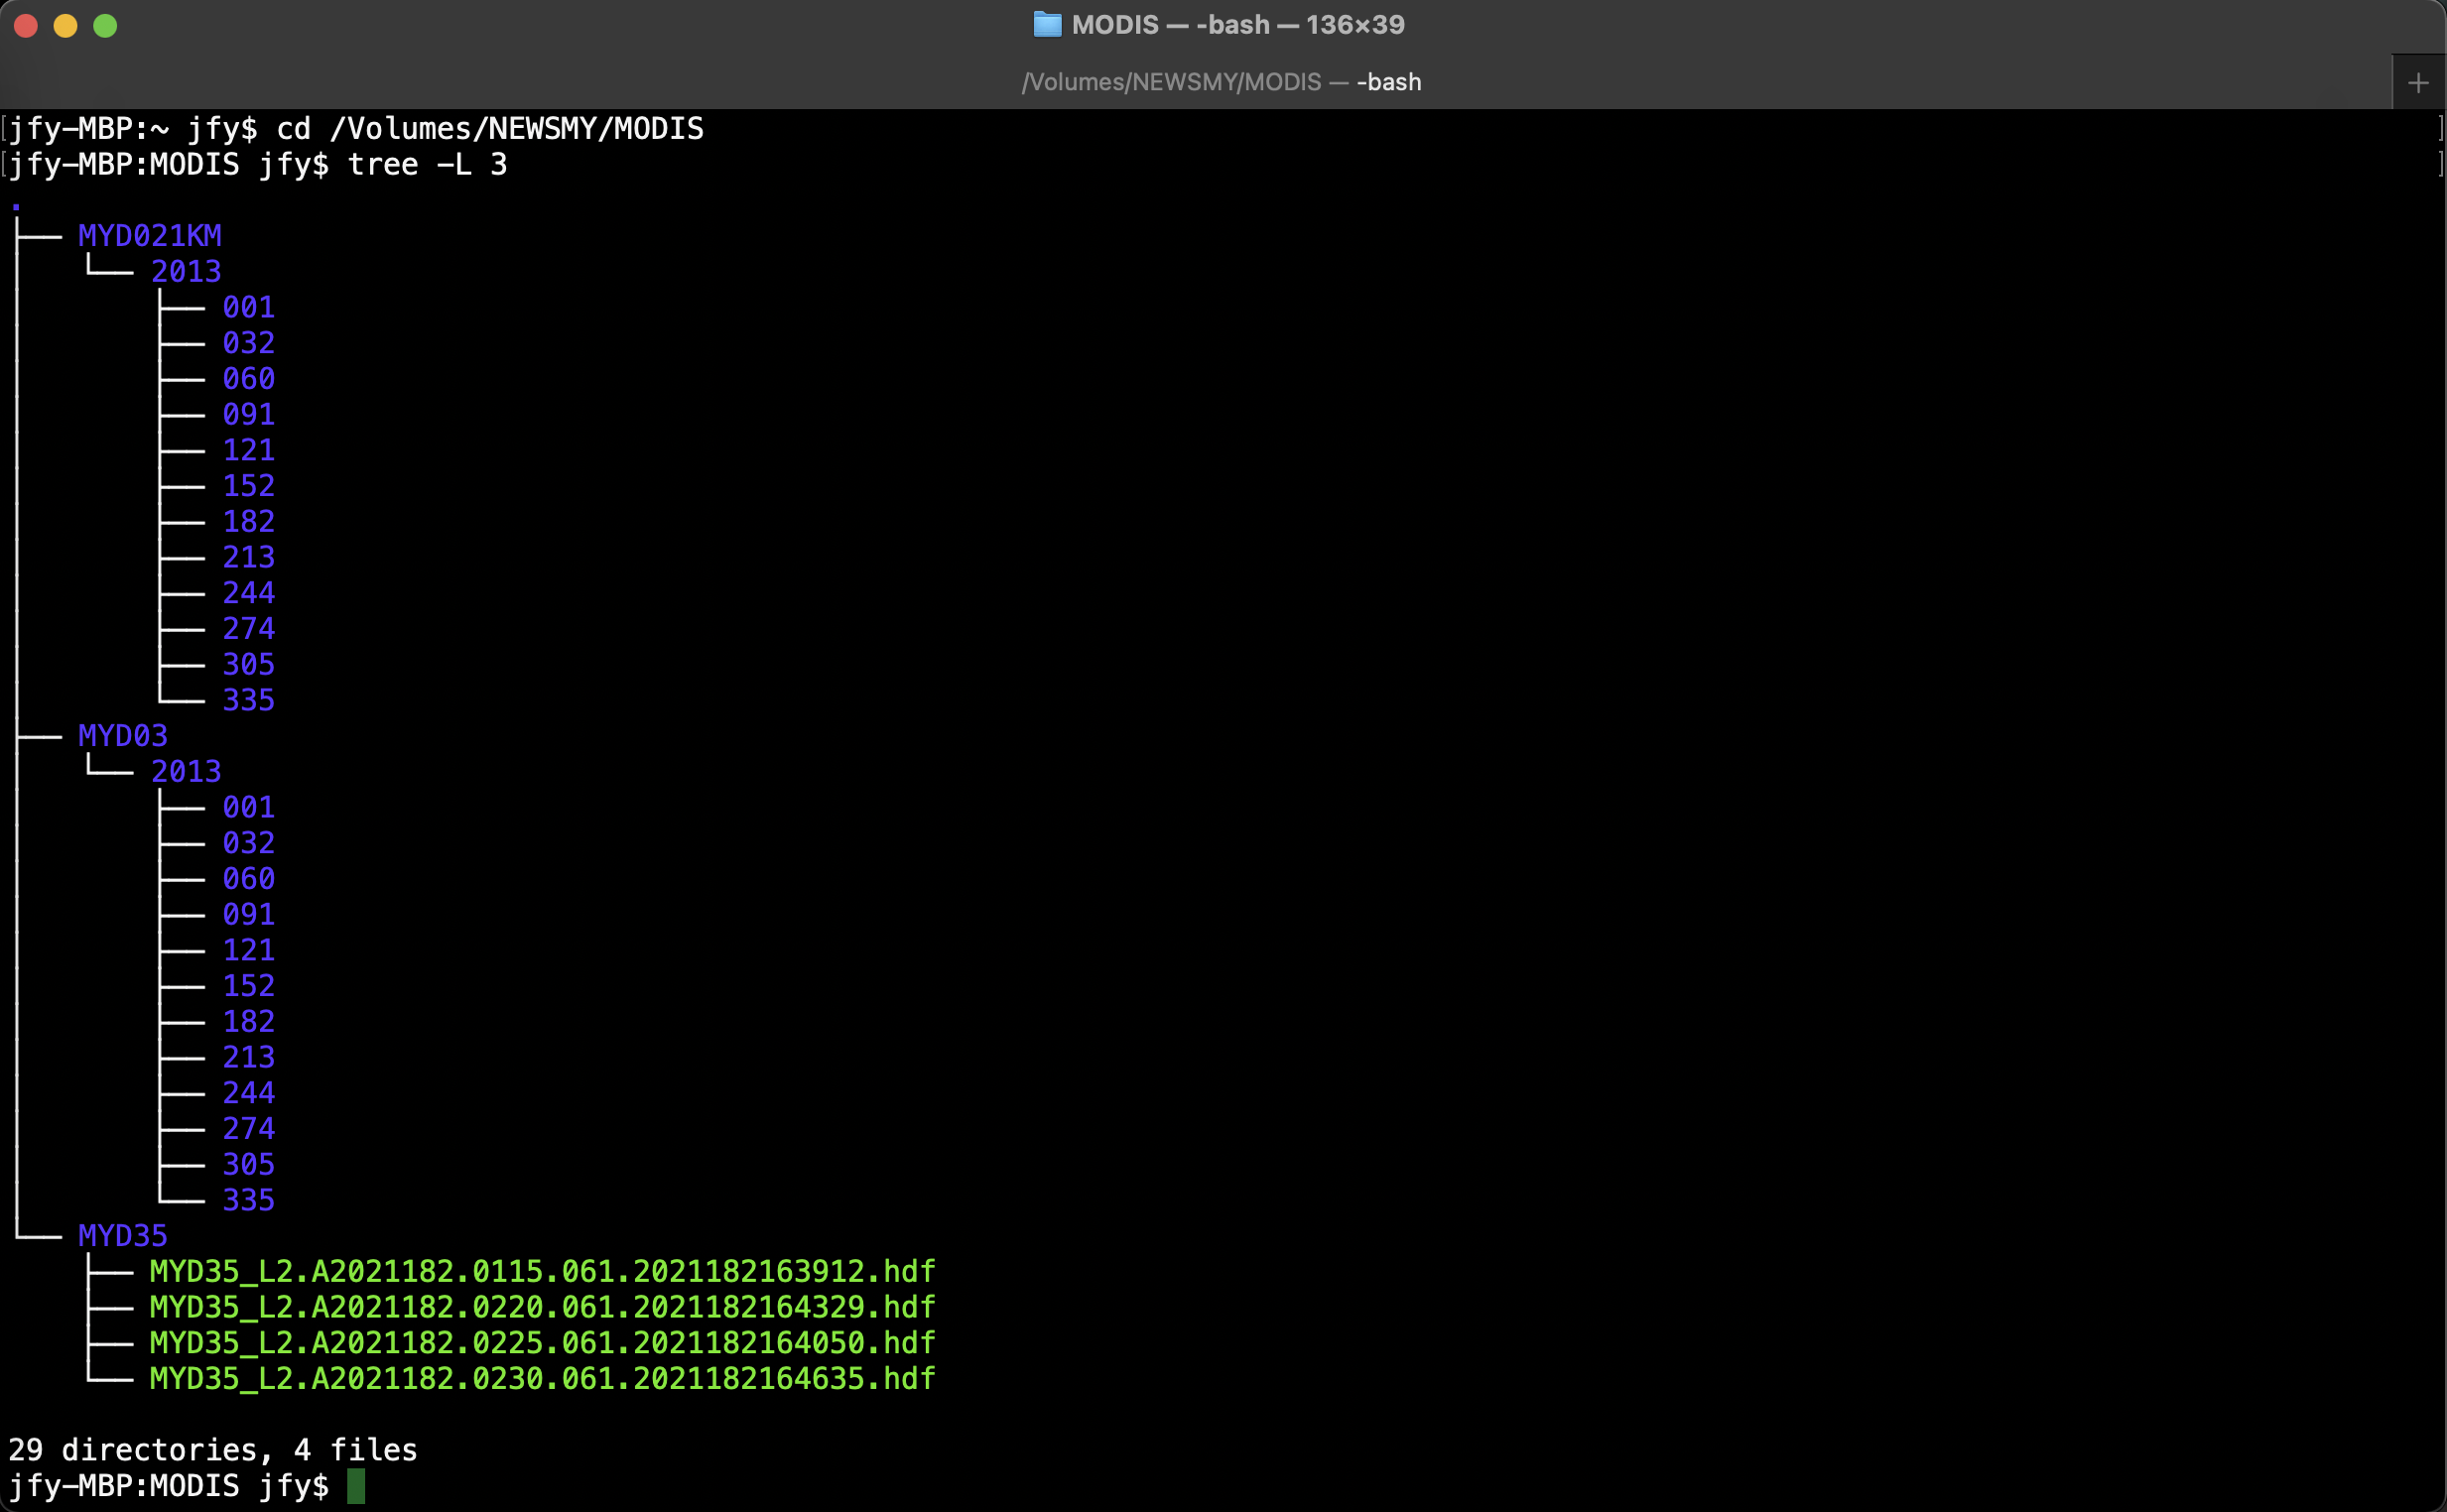 MODIS — -bash — 136×39
/Volumes/NEWSMY/MODIS — -bash
+
[jfy-MBP:~ jfy$ cd /Volumes/NEWSMY/MODIS ]
[jfy-MBP:MODIS jfy$ tree -L 3 ]
.
├── MYD021KM
│   └── 2013
│       ├── 001
│       ├── 032
│       ├── 060
│       ├── 091
│       ├── 121
│       ├── 152
│       ├── 182
│       ├── 213
│       ├── 244
│       ├── 274
│       ├── 305
│       └── 335
├── MYD03
│   └── 2013
│       ├── 001
│       ├── 032
│       ├── 060
│       ├── 091
│       ├── 121
│       ├── 152
│       ├── 182
│       ├── 213
│       ├── 244
│       ├── 274
│       ├── 305
│       └── 335
└── MYD35
    ├── MYD35_L2.A2021182.0115.061.2021182163912.hdf
    ├── MYD35_L2.A2021182.0220.061.2021182164329.hdf
    ├── MYD35_L2.A2021182.0225.061.2021182164050.hdf
    └── MYD35_L2.A2021182.0230.061.2021182164635.hdf
29 directories, 4 files
jfy-MBP:MODIS jfy$